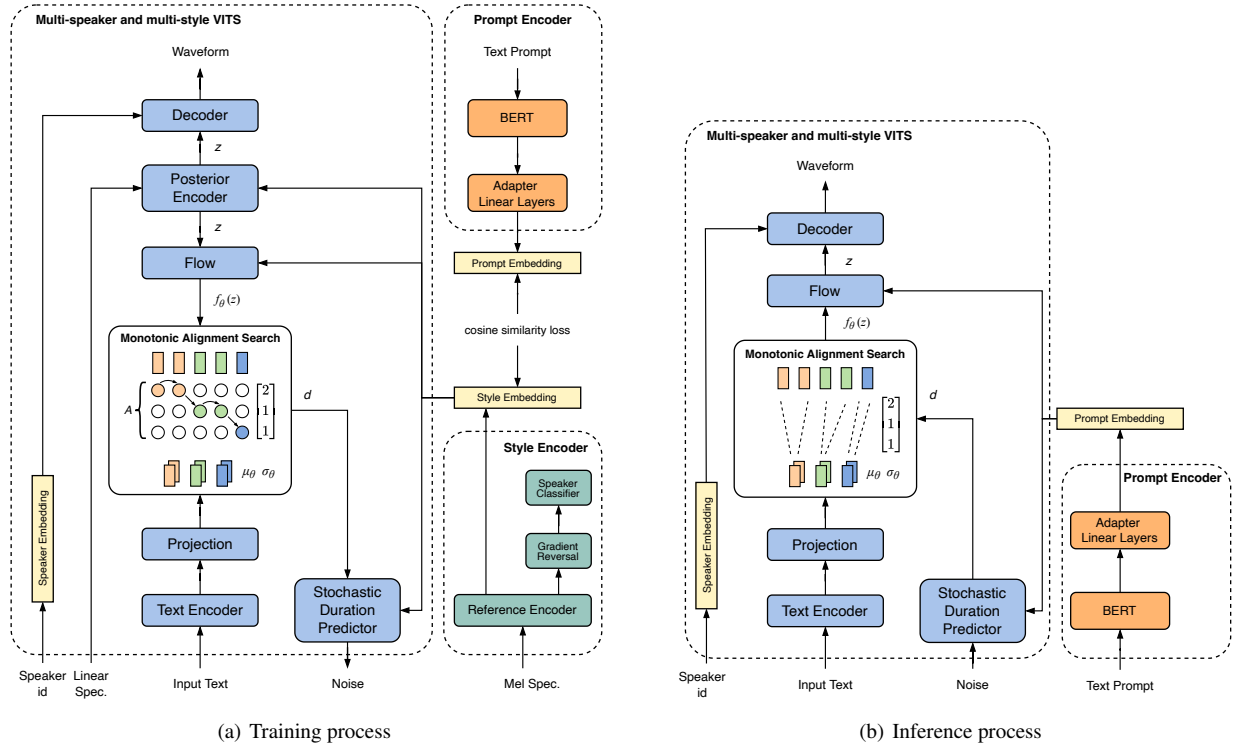 Multi-speaker and multi-style VITS
Waveform
Decoder
z
Posterior
Encoder
z
Flow
fθ(z)
Monotonic Alignment Search
A
2
1
1
μθ σθ
d
Projection
Text Encoder
Stochastic
Duration
Predictor
Speaker Embedding
Speaker
id
Linear
Spec.
Input Text
Noise
Prompt Encoder
Text Prompt
BERT
Adapter
Linear Layers
Prompt Embedding
cosine similarity loss
Style Embedding
Style Encoder
Speaker
Classifier
Gradient
Reversal
Reference Encoder
Mel Spec.
(a) Training process
Multi-speaker and multi-style VITS
Waveform
Decoder
z
Flow
fθ(z)
Monotonic Alignment Search
2
1
1
μθ σθ
d
Projection
Text Encoder
Stochastic
Duration
Predictor
Speaker Embedding
Speaker
id
Input Text
Noise
Prompt Embedding
Prompt Encoder
Adapter
Linear Layers
BERT
Text Prompt
(b) Inference process